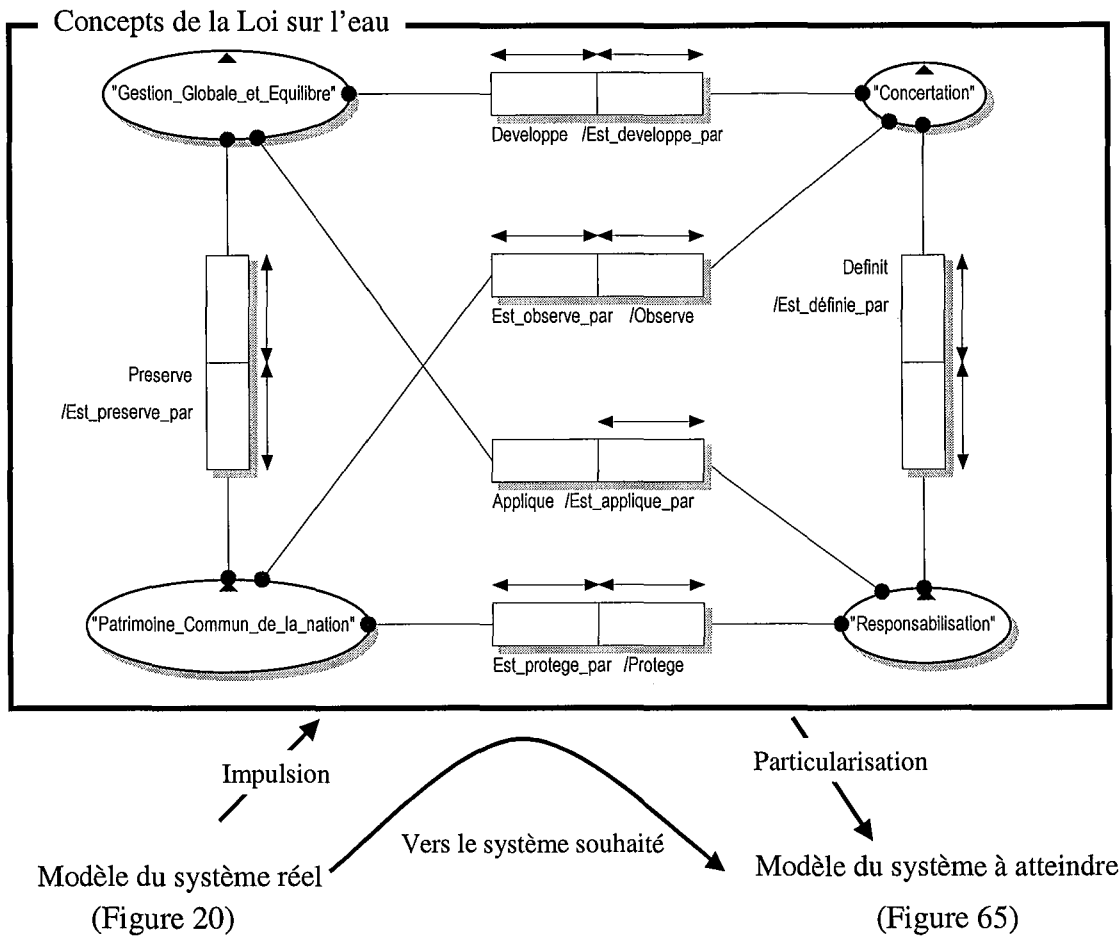 Concepts de la Loi sur l'eau
"Gestion_Globale_et_Equilibre"
"Concertation"
Developpe /Est_developpe_par
Est_observe_par /Observe
Definit
/Est_définie_par
Preserve
/Est_preserve_par
Applique /Est_applique_par
"Patrimoine_Commun_de_la_nation"
"Responsabilisation"
Est_protege_par /Protege
Impulsion
Particularisation
Vers le système souhaité
Modèle du système réel
(Figure 20)
Modèle du système à atteindre
(Figure 65)